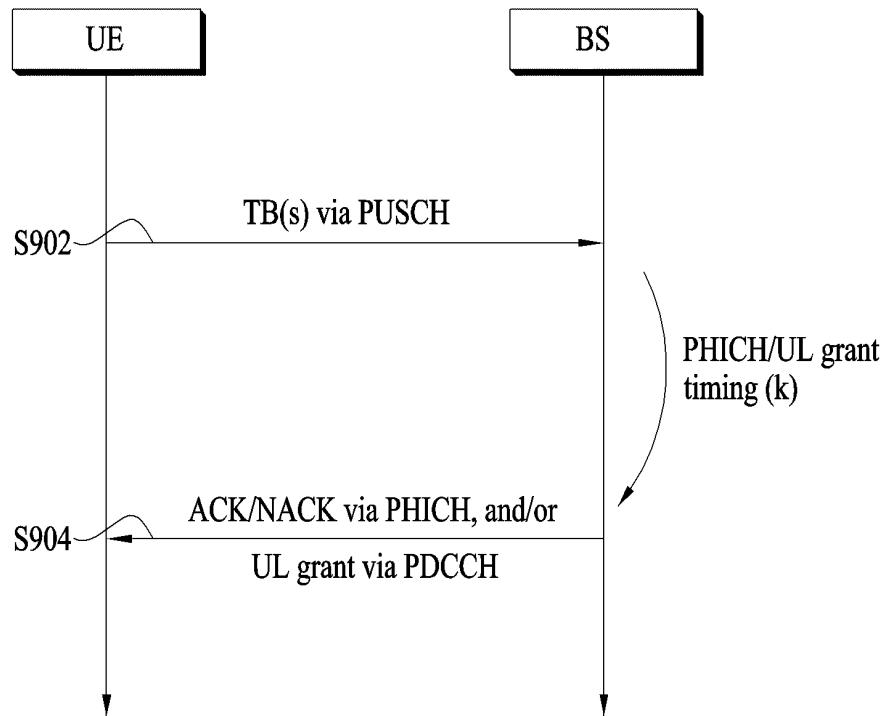 UE
BS
TB(s) via PUSCH
S902
PHICH/UL grant
timing (k)
ACK/NACK via PHICH, and/or
S904
UL grant via PDCCH